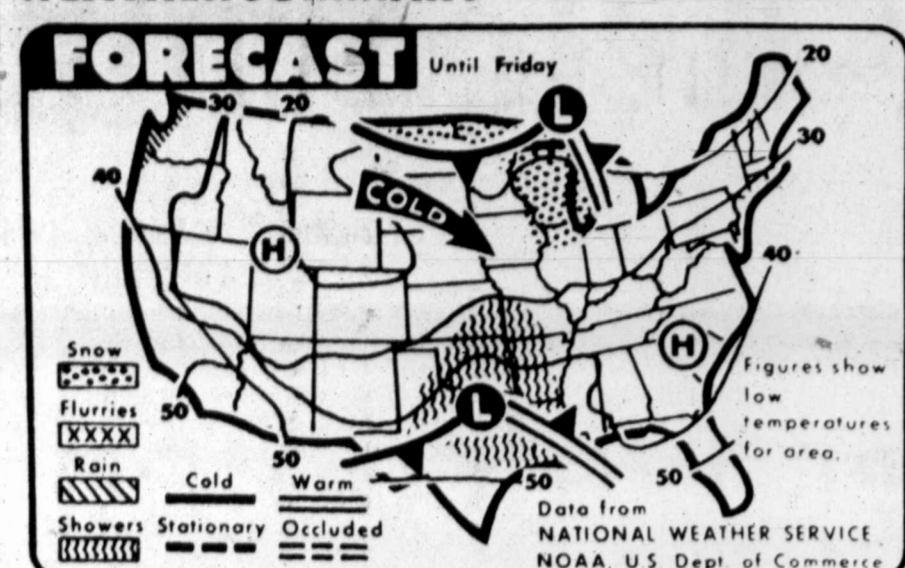 FORECAST Until Friday
20
30 20
L
30
40
COLD
H
40
H
Snow
Figures show
low
temperatures
for area.
Flurries
XXXX
50
L
Rain
50
50
50
Cold Warm
Showers Stationary Occluded
Data from
NATIONAL WEATHER SERVICE
NOAA, U.S. Dept. of Commerce